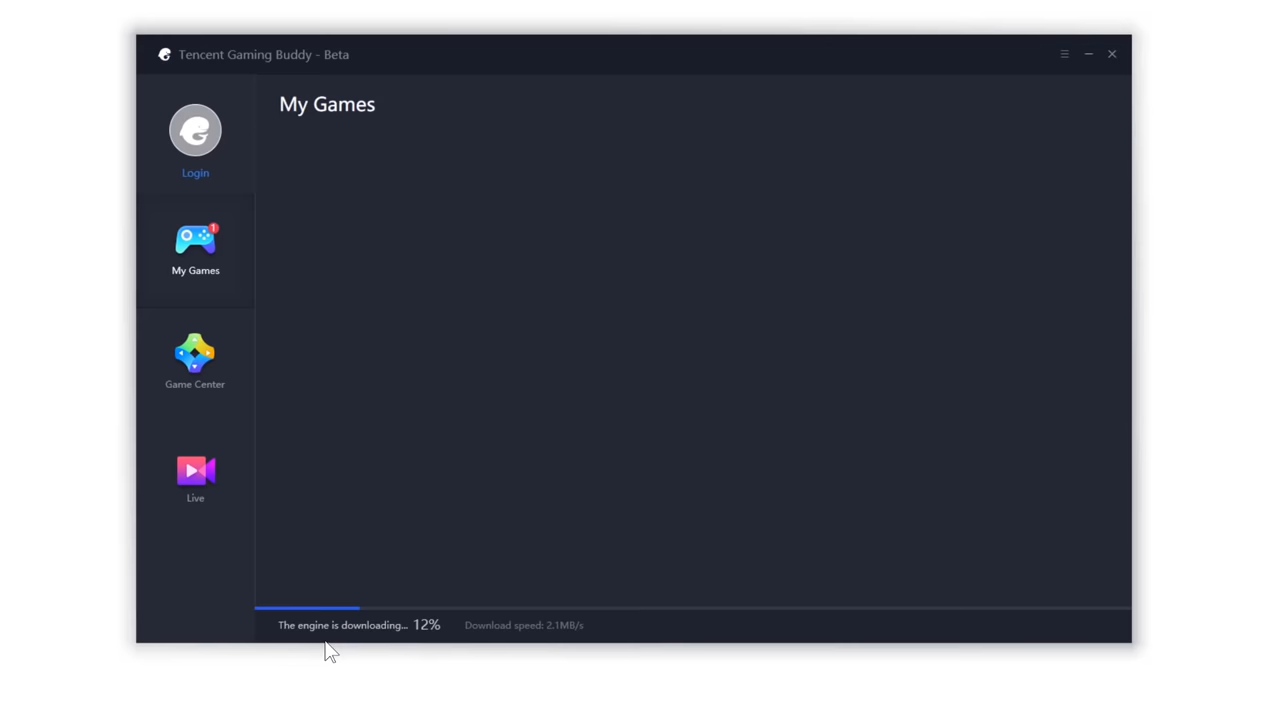 Tencent Gaming Buddy - Beta
My Games
Login
1
My Games
Game Center
Live
The engine is downloading... 12% Download speed: 2.1MB/s